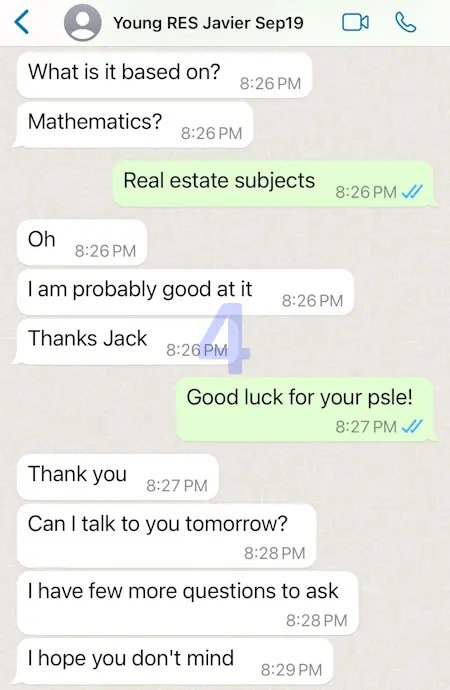 Young RES Javier Sep19
What is it based on?
8:26 PM
Mathematics?
8:26 PM
Real estate subjects
8:26 PM
Oh
8:26 PM
I am probably good at it
8:26 PM
Thanks Jack
8:26 PM
4
Good luck for your psle!
8:27 PM
Thank you
8:27 PM
Can I talk to you tomorrow?
8:28 PM
I have few more questions to ask
8:28 PM
I hope you don't mind
8:29 PM